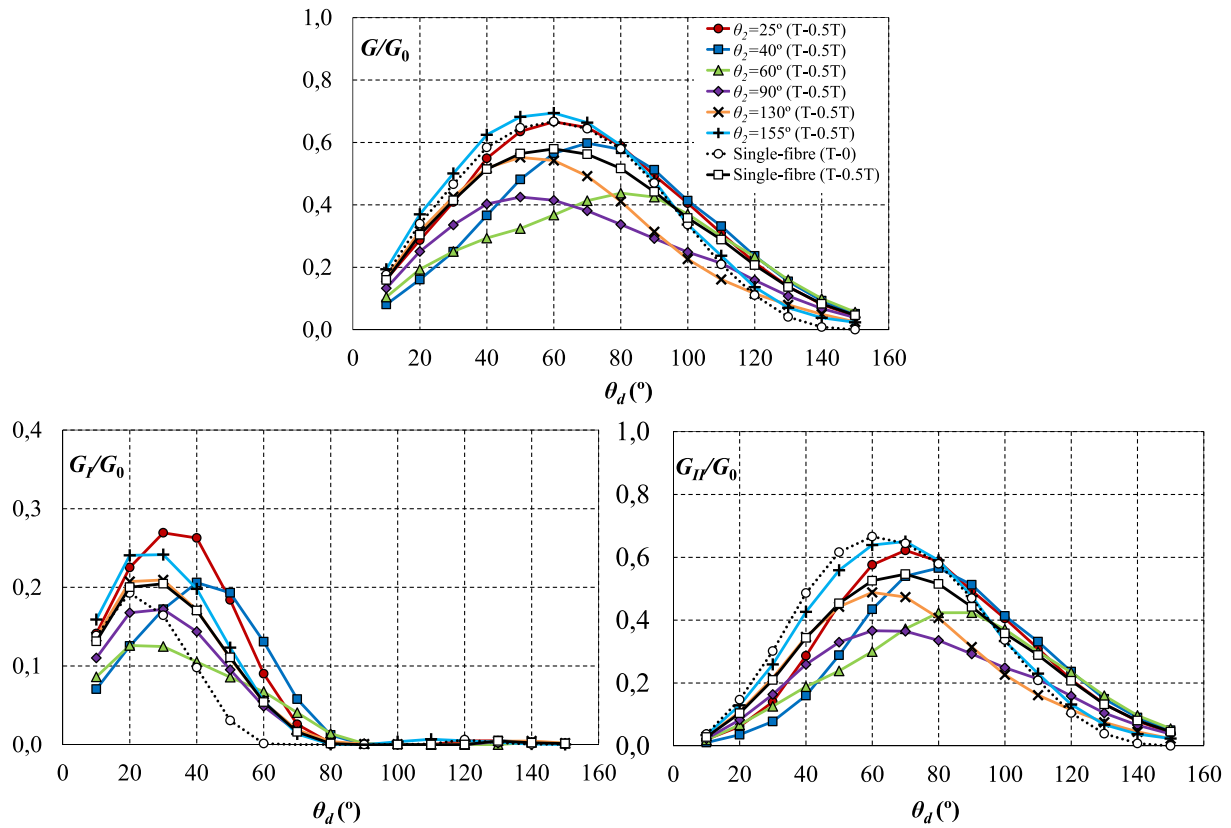 G/G0
1,0
0,8
0,6
0,4
0,2
0,0
0 20 40 60 80 100 120 140 160
θd (º)
θ2=25º (T-0.5T)
θ2=40º (T-0.5T)
θ2=60º (T-0.5T)
θ2=90º (T-0.5T)
θ2=130º (T-0.5T)
θ2=155º (T-0.5T)
Single-fibre (T-0)
Single-fibre (T-0.5T)
GI/G0
0,4
0,3
0,2
0,1
0,0
0 20 40 60 80 100 120 140 160
θd (º)
GII/G0
1,0
0,8
0,6
0,4
0,2
0,0
0 20 40 60 80 100 120 140 160
θd (º)